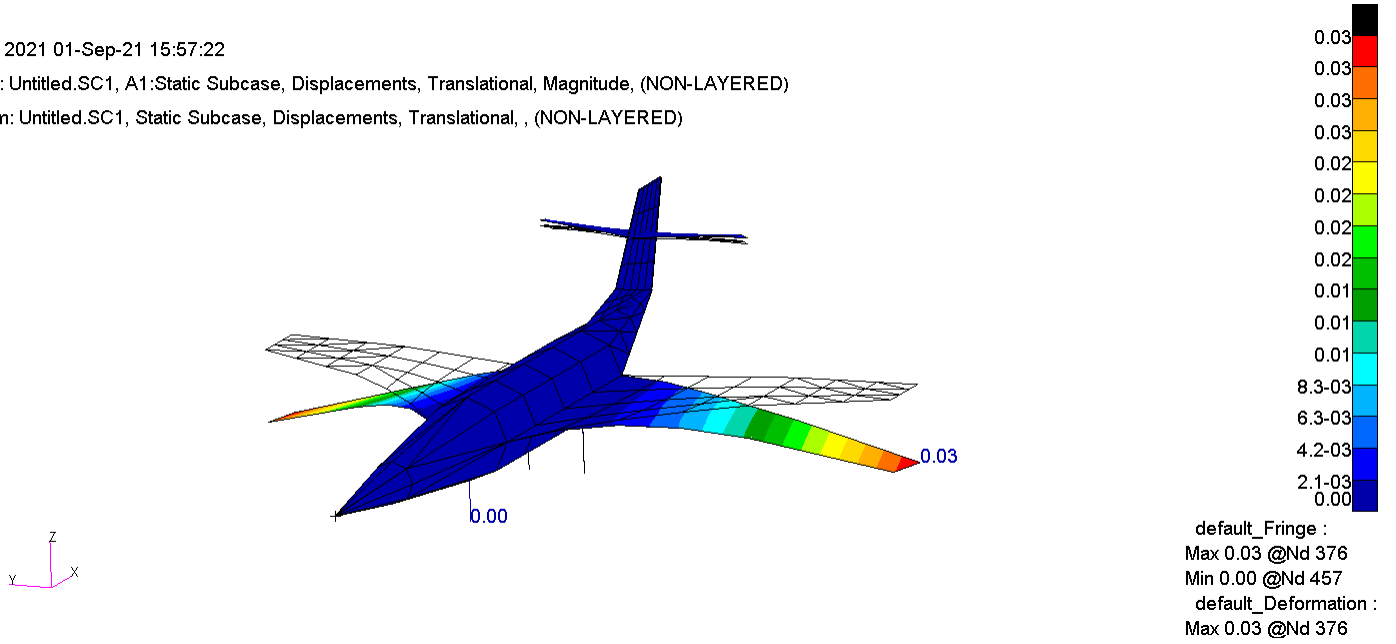 2021 01-Sep-21 15:57:22
: Untitled.SC1, A1:Static Subcase, Displacements, Translational, Magnitude, (NON-LAYERED)
m: Untitled.SC1, Static Subcase, Displacements, Translational, , (NON-LAYERED)
0.03
0.03
0.03
0.03
0.02
0.02
0.02
0.02
0.01
0.01
0.01
8.3-03
6.3-03
4.2-03
2.1-03
0.00
0.03
0.00
Z
Y
X
default_Fringe :
Max 0.03 @Nd 376
Min 0.00 @Nd 457
default_Deformation :
Max 0.03 @Nd 376